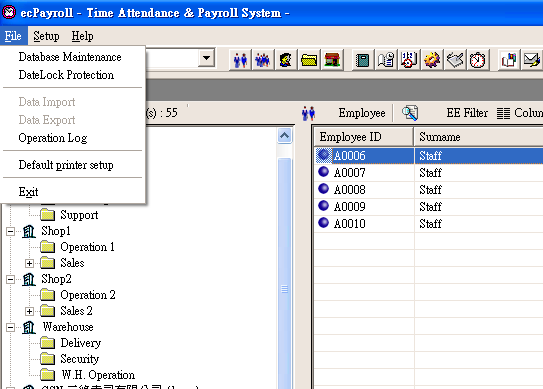 ecPayroll - Time Attendance & Payroll System -
File Setup Help
Database Maintenance
DateLock Protection
Data Import
Data Export
Operation Log
Default printer setup
Exit
(s) : 55
Employee
EE Filter
Colum
Employee ID Surname
A0006 Staff
A0007 Staff
A0008 Staff
A0009 Staff
A0010 Staff
Support
Shop1
Operation 1
Sales
Shop2
Operation 2
Sales 2
Warehouse
Delivery
Security
W.H. Operation